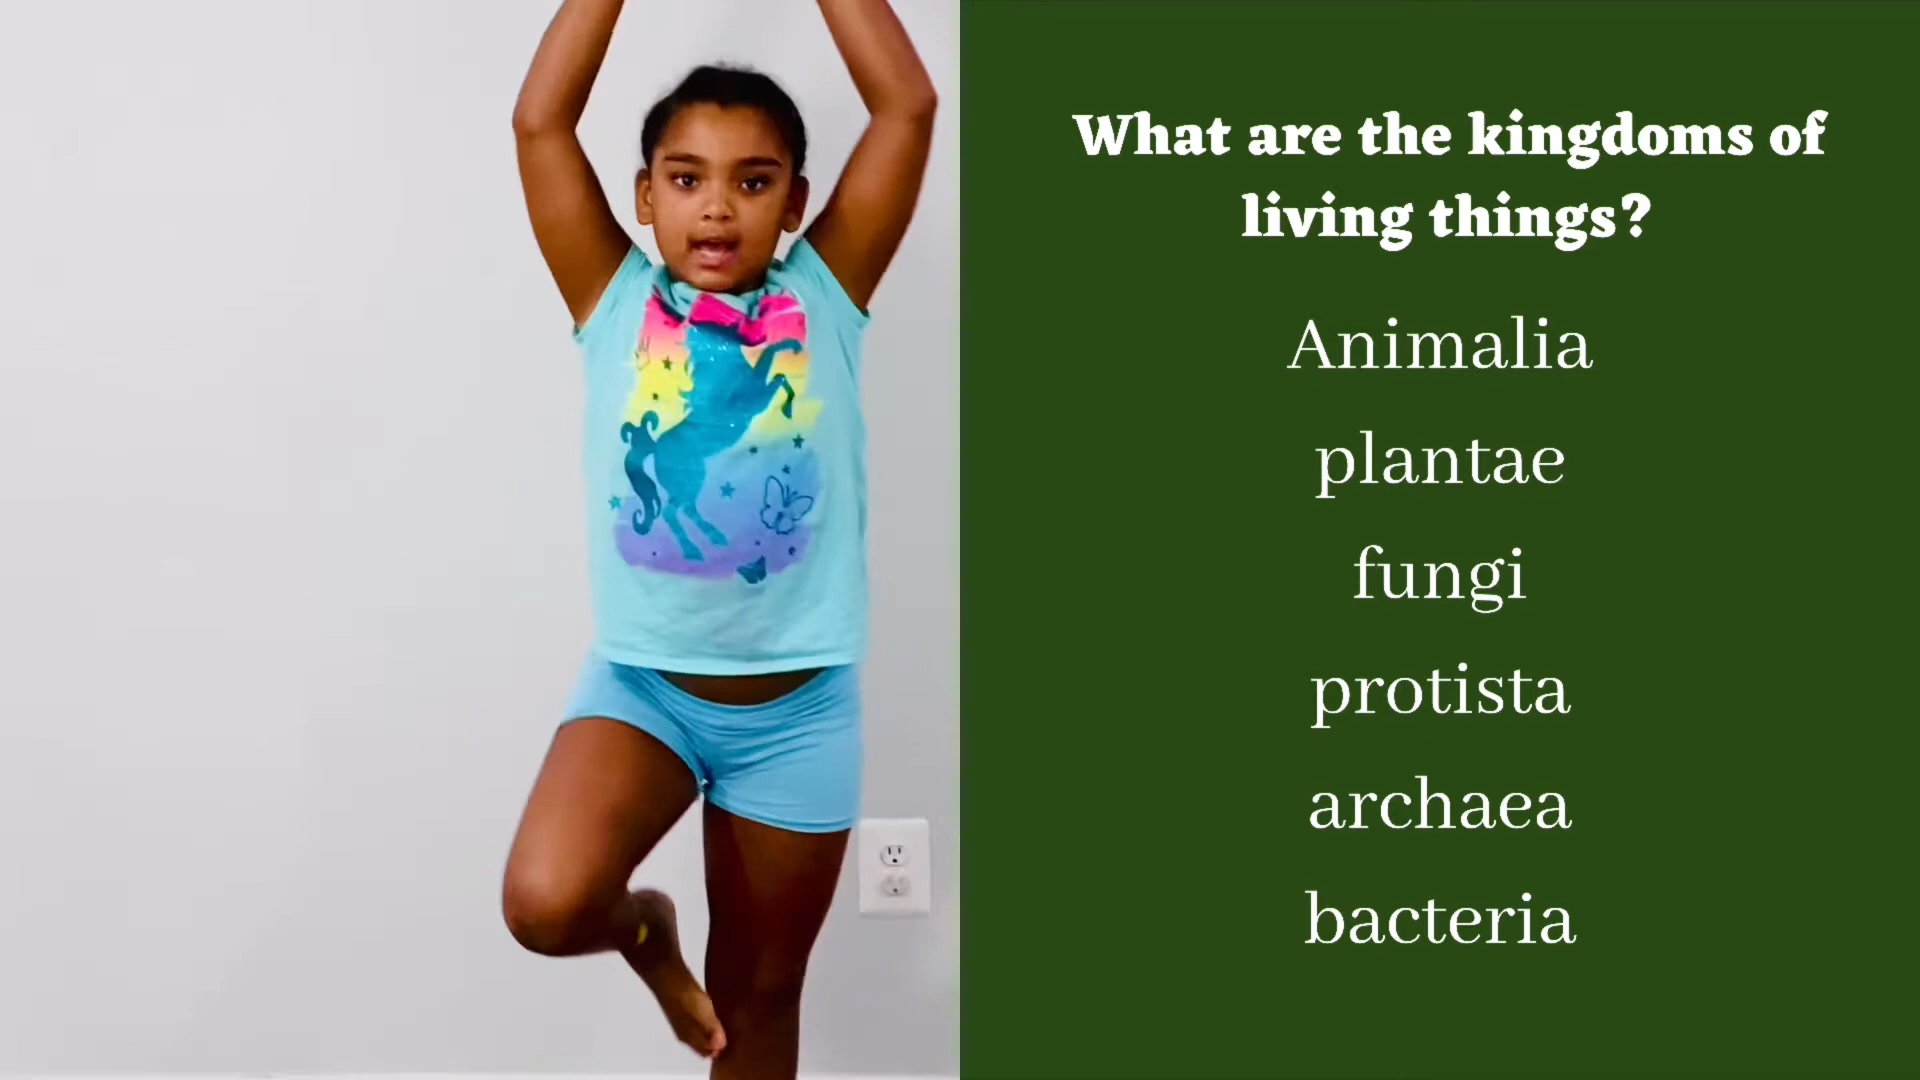 What are the kingdoms of
living things?
Animalia
plantae
fungi
protista
archaea
bacteria